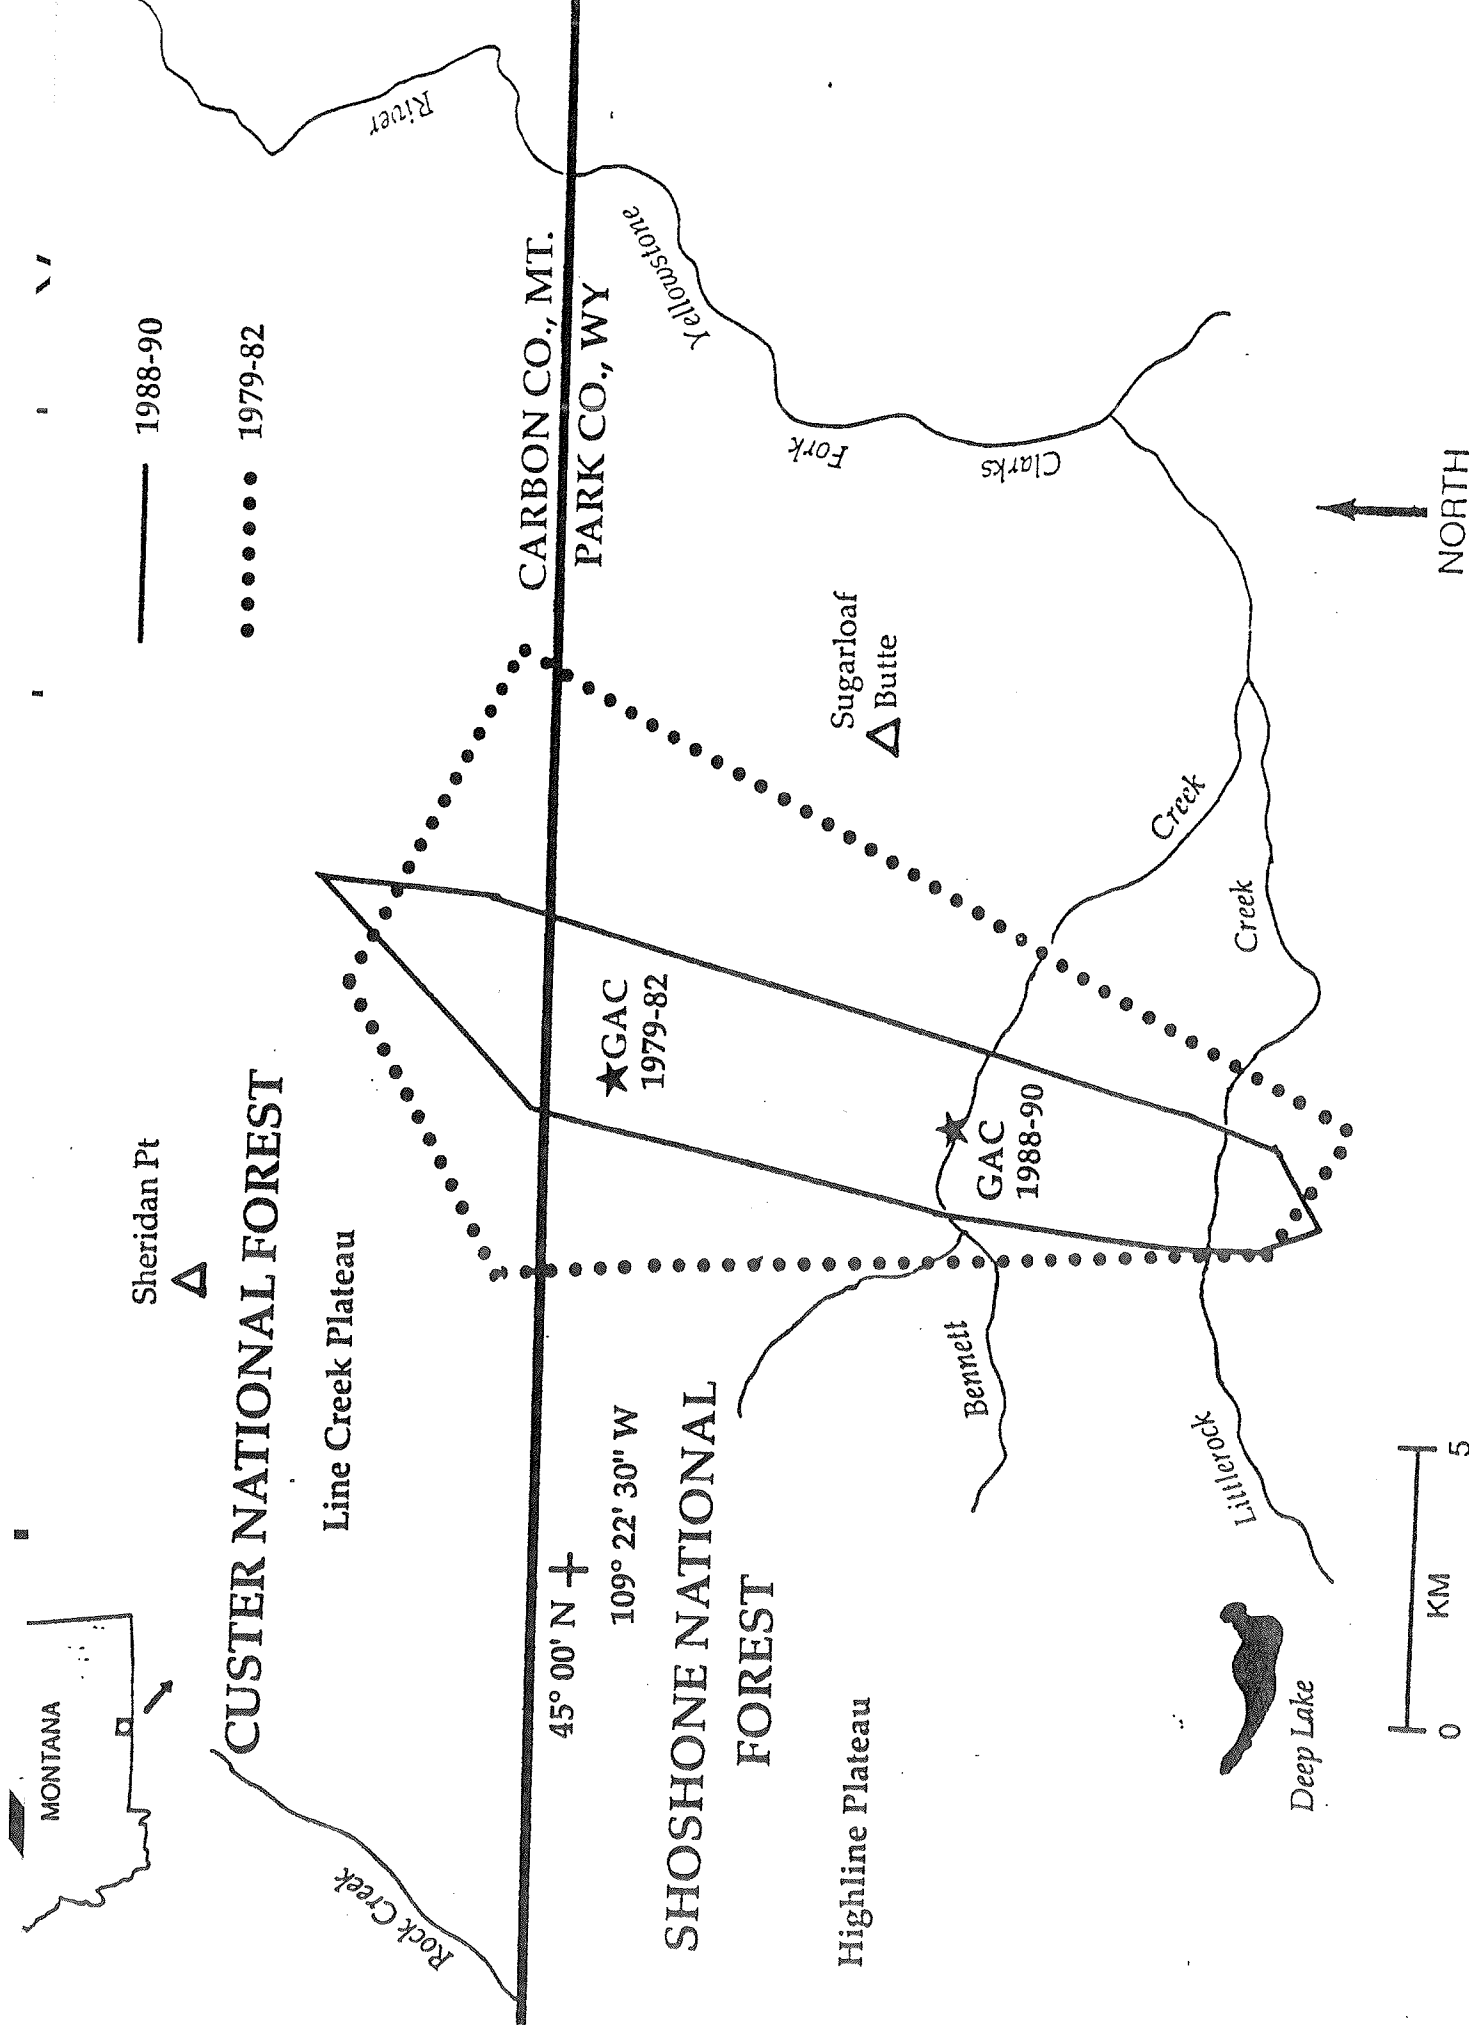 MONTANA
1988-90
1979-82
Sheridan Pt
CUSTER NATIONAL FOREST
Line Creek Plateau
Rock Creek
River
CARBON CO., MT.
PARK CO., WY
45° 00' N
109° 22' 30" W
SHOSHONE NATIONAL
FOREST
Highline Plateau
GAC
1979-82
Yellowstone
Fork
Clarks
Sugarloaf
Butte
GAC
1988-90
Bennett
Creek
Littlerock
Creek
Deep Lake
0
5
KM
NORTH